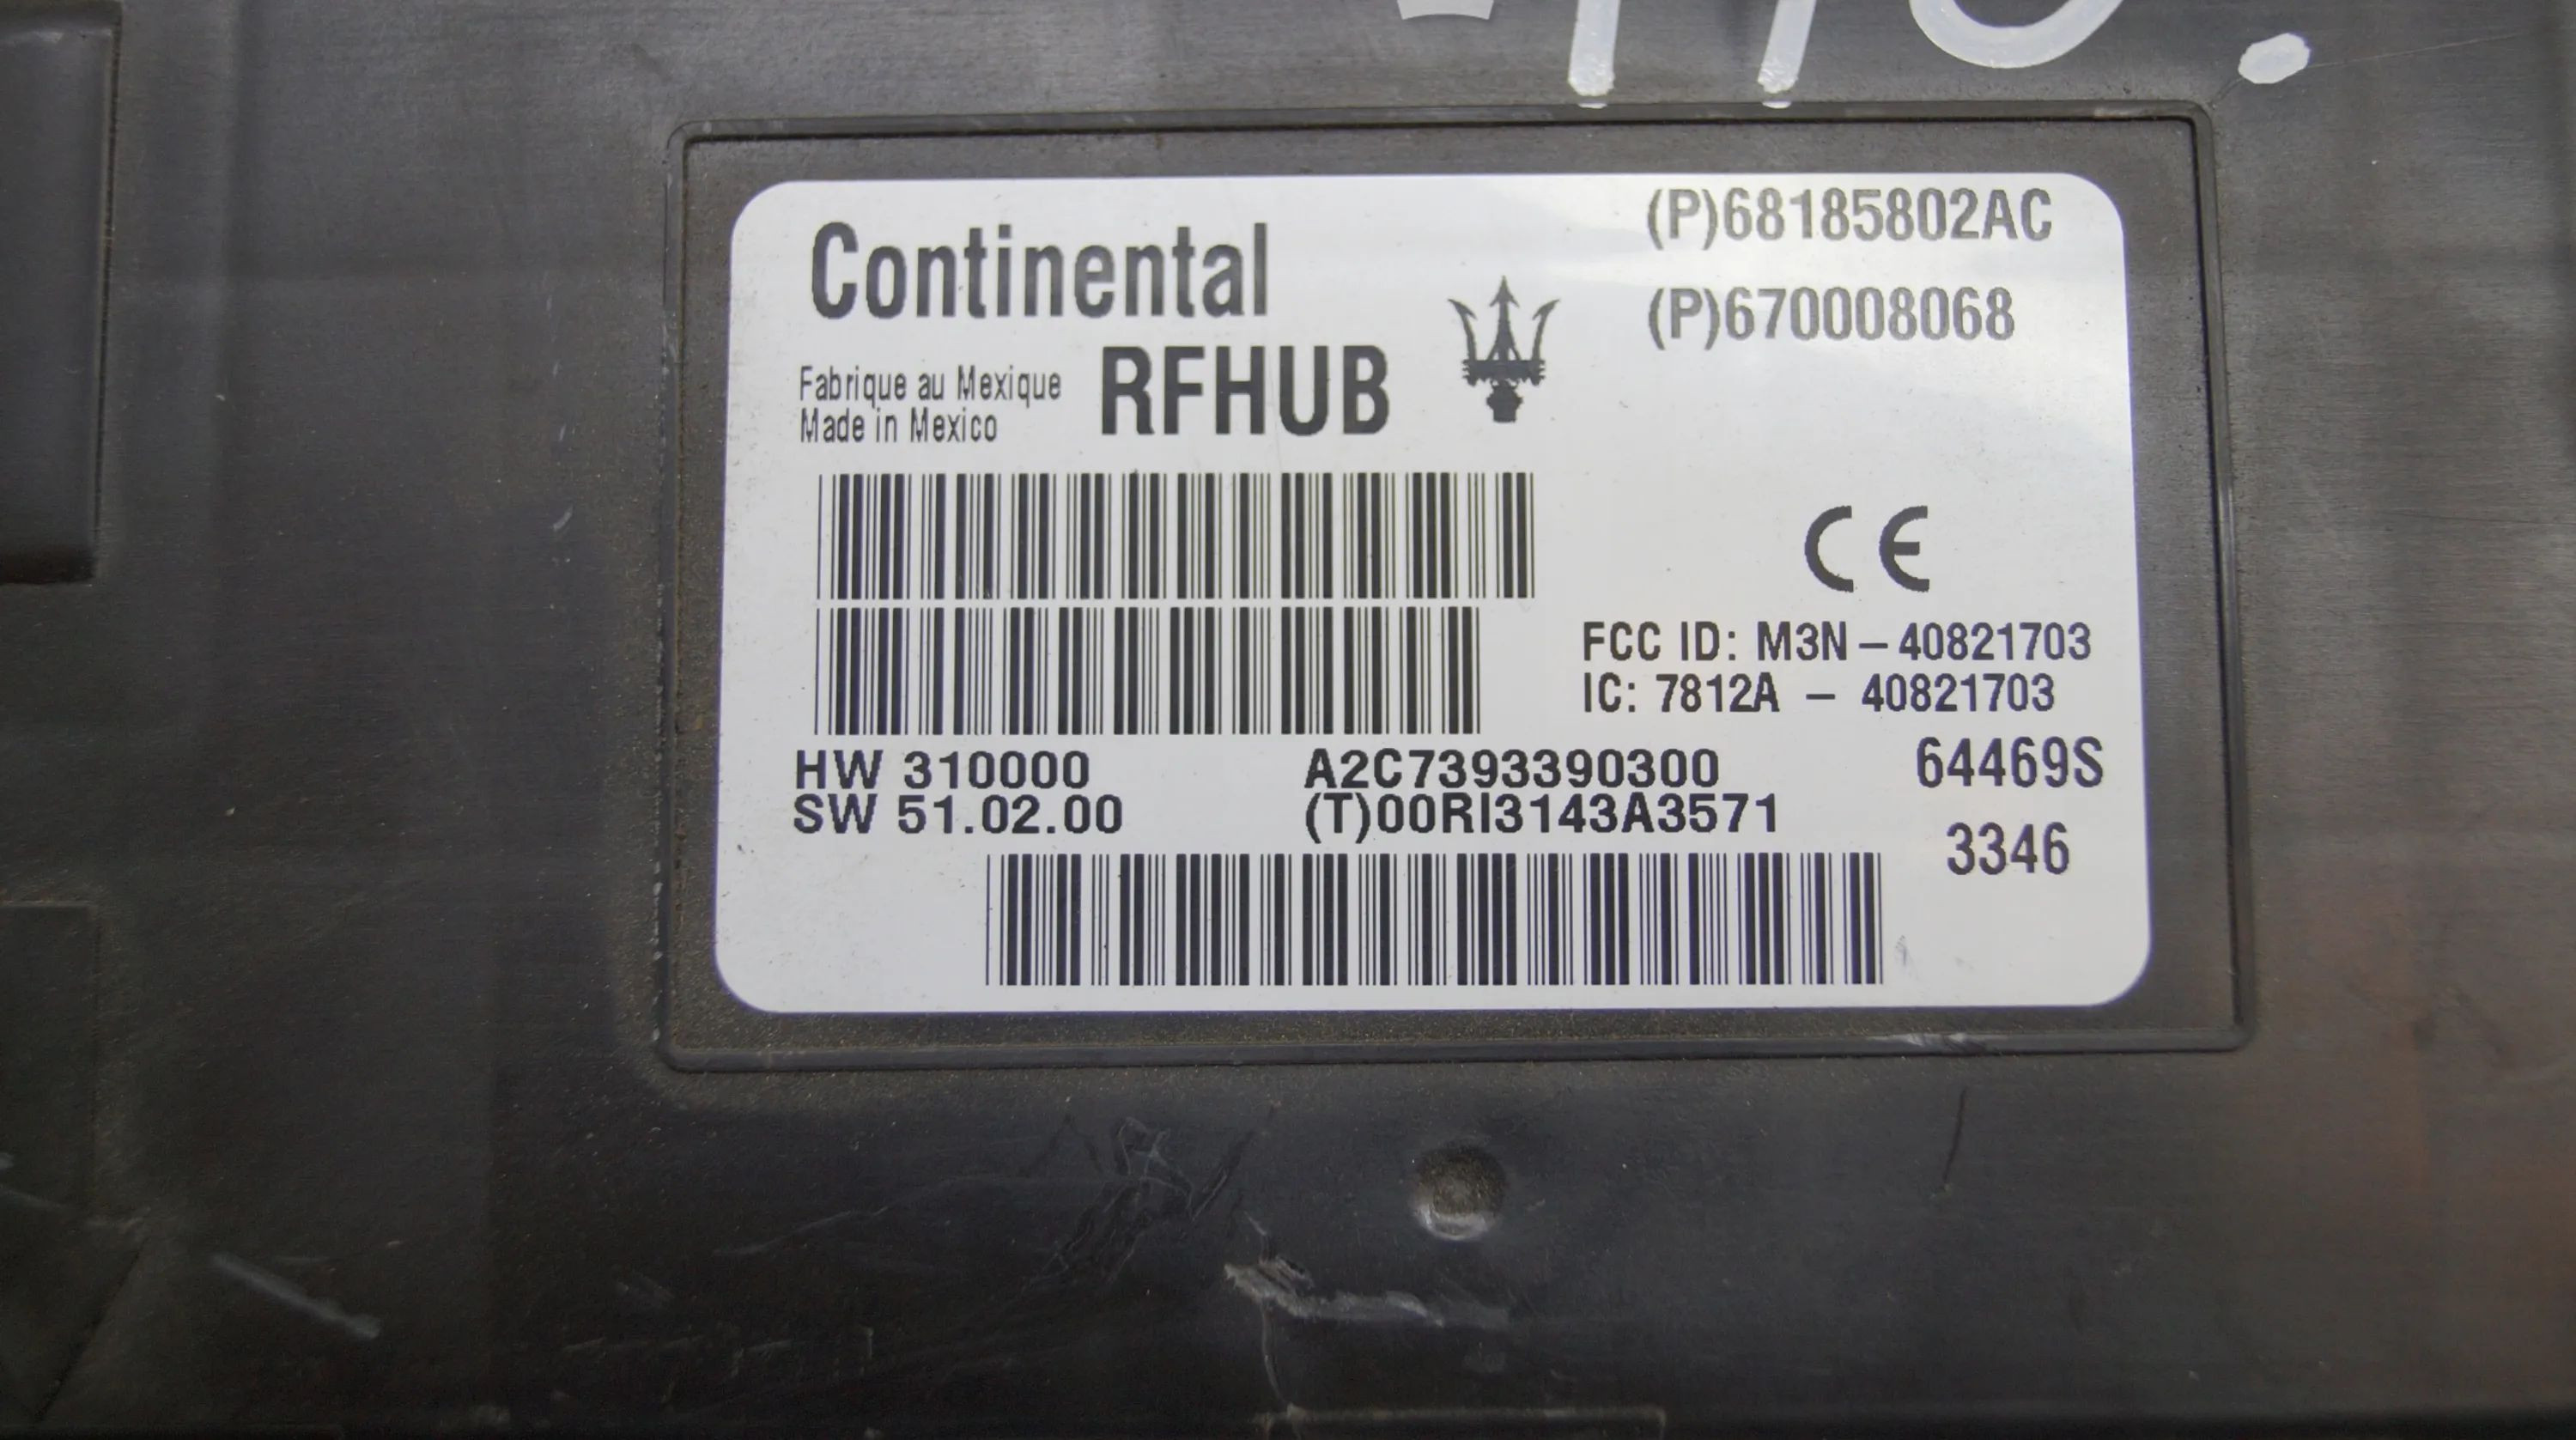 Continental
(P)68185802AC
(P)670008068
Fabrique au Mexique
Made in Mexico
RFHUB
CE
FCC ID: M3N-40821703
IC: 7812A - 40821703
HW 310000
SW 51.02.00
A2C7393390300
(T)00RI3143A3571
64469S
3346